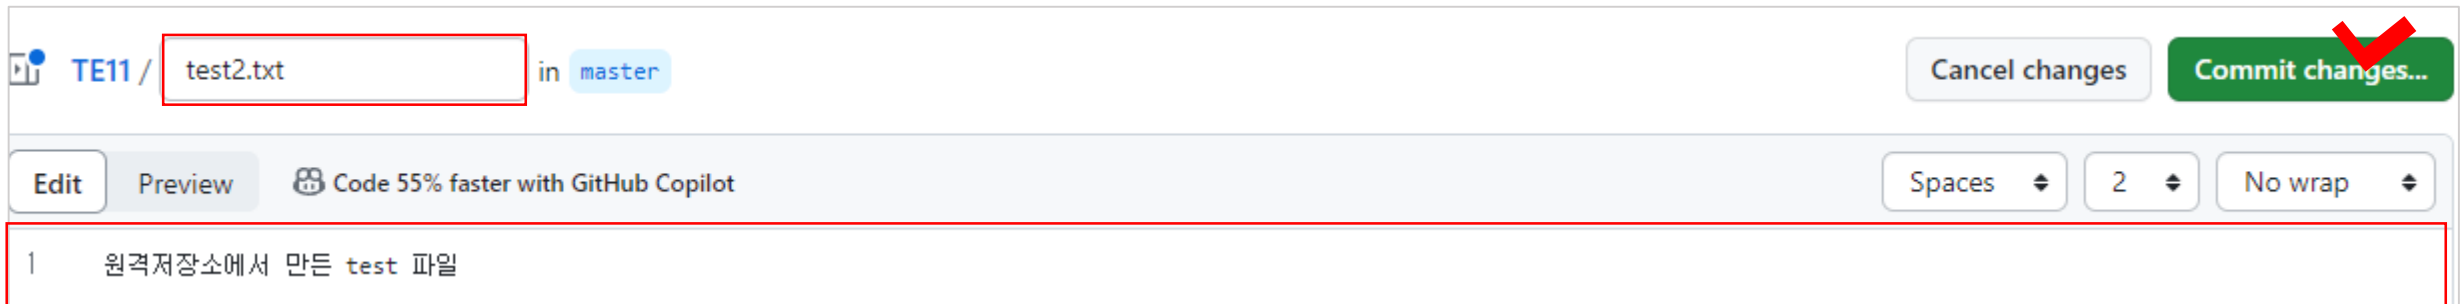 TE11 / test2.txt in master Cancel changes Commit changes...
Edit Preview Code 55% faster with GitHub Copilot Spaces 2 No wrap
1 원격저장소에서 만든 test 파일